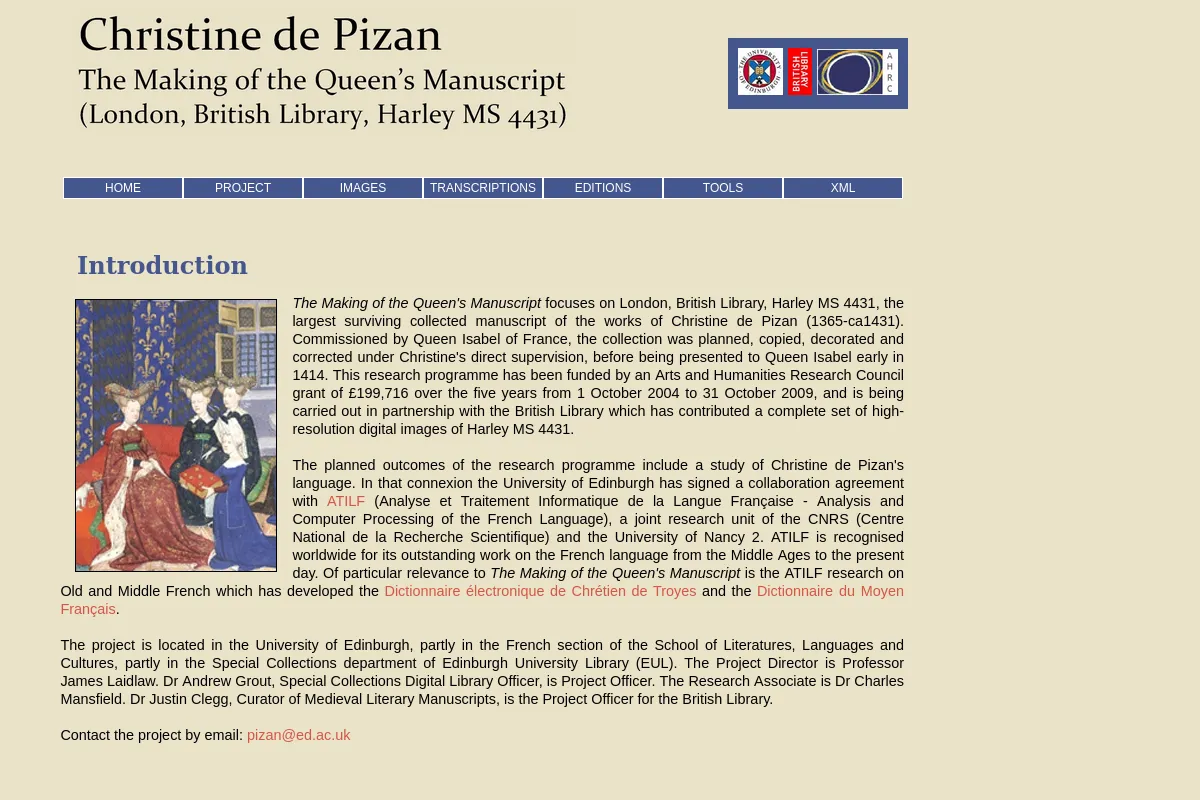 Christine de Pizan
The Making of the Queen’s Manuscript
(London, British Library, Harley MS 4431)
THE UNIVERSITY OF EDINBURGH
BRITISH LIBRARY
AHRC
HOME PROJECT IMAGES TRANSCRIPTIONS EDITIONS TOOLS XML
Introduction
The Making of the Queen's Manuscript focuses on London, British Library, Harley MS 4431, the
largest surviving collected manuscript of the works of Christine de Pizan (1365-ca1431).
Commissioned by Queen Isabel of France, the collection was planned, copied, decorated and
corrected under Christine's direct supervision, before being presented to Queen Isabel early in
1414. This research programme has been funded by an Arts and Humanities Research Council
grant of £199,716 over the five years from 1 October 2004 to 31 October 2009, and is being
carried out in partnership with the British Library which has contributed a complete set of high-
resolution digital images of Harley MS 4431.
The planned outcomes of the research programme include a study of Christine de Pizan's
language. In that connexion the University of Edinburgh has signed a collaboration agreement
with ATILF (Analyse et Traitement Informatique de la Langue Française - Analysis and
Computer Processing of the French Language), a joint research unit of the CNRS (Centre
National de la Recherche Scientifique) and the University of Nancy 2. ATILF is recognised
worldwide for its outstanding work on the French language from the Middle Ages to the present
day. Of particular relevance to The Making of the Queen's Manuscript is the ATILF research on
Old and Middle French which has developed the Dictionnaire électronique de Chrétien de Troyes and the Dictionnaire du Moyen
Français.
The project is located in the University of Edinburgh, partly in the French section of the School of Literatures, Languages and
Cultures, partly in the Special Collections department of Edinburgh University Library (EUL). The Project Director is Professor
James Laidlaw. Dr Andrew Grout, Special Collections Digital Library Officer, is Project Officer. The Research Associate is Dr Charles
Mansfield. Dr Justin Clegg, Curator of Medieval Literary Manuscripts, is the Project Officer for the British Library.
Contact the project by email: pizan@ed.ac.uk